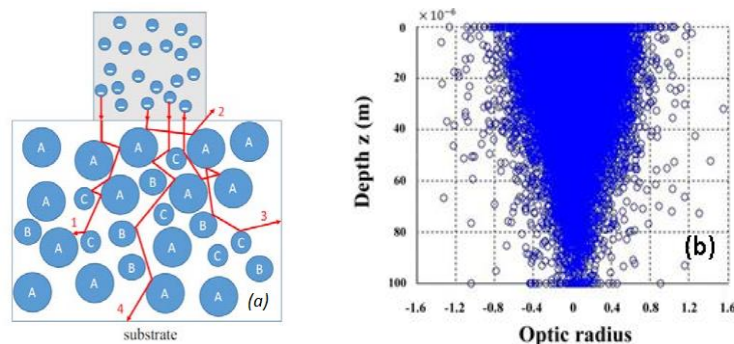 2
A A A A
C
A B A A
A C C
1 B 3
B A C B A C
B C B
A A A A
4
(a)
substrate
×10⁻⁶
0
20
40
60
80
100
Depth z (m)
(b)
-1.6 -1.2 -0.8 -0.4 0 0.4 0.8 1.2 1.6
Optic radius